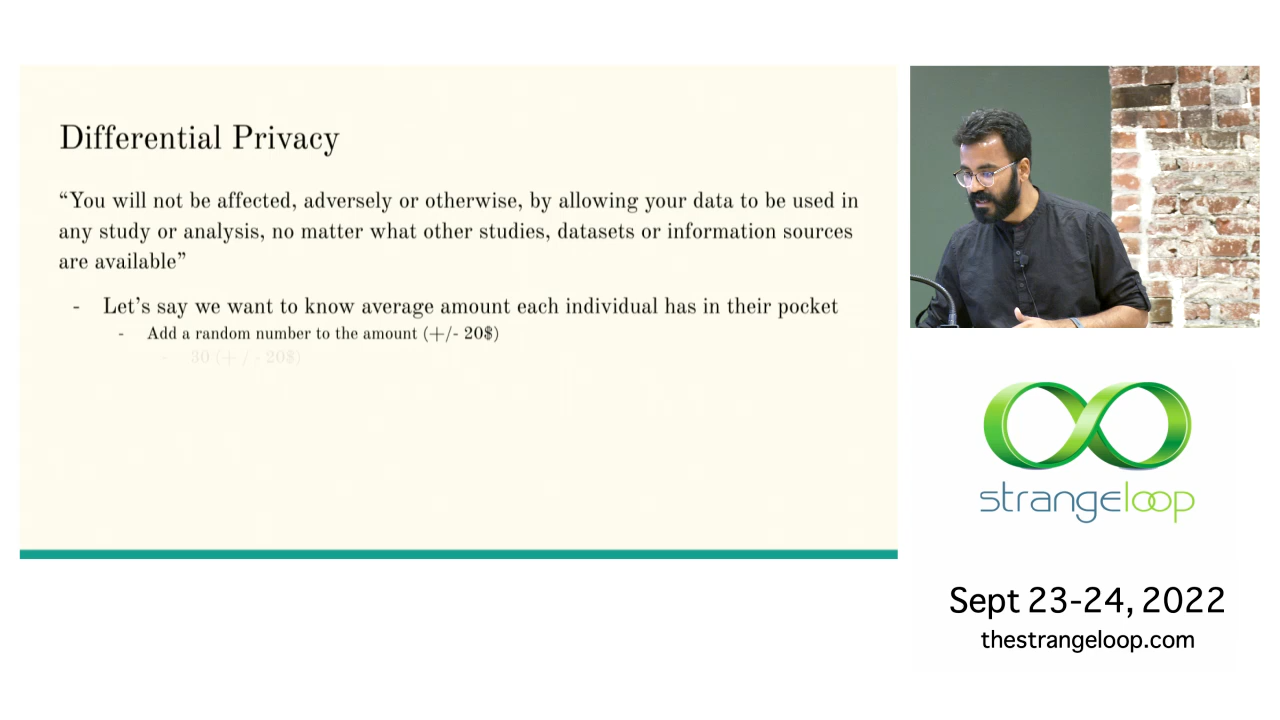 Differential Privacy
“You will not be affected, adversely or otherwise, by allowing your data to be used in
any study or analysis, no matter what other studies, datasets or information sources
are available”
- Let’s say we want to know average amount each individual has in their pocket
- Add a random number to the amount (+/- 20$)
- 30 (+ / - 20$)
strangeloop
Sept 23-24, 2022
thestrangeloop.com